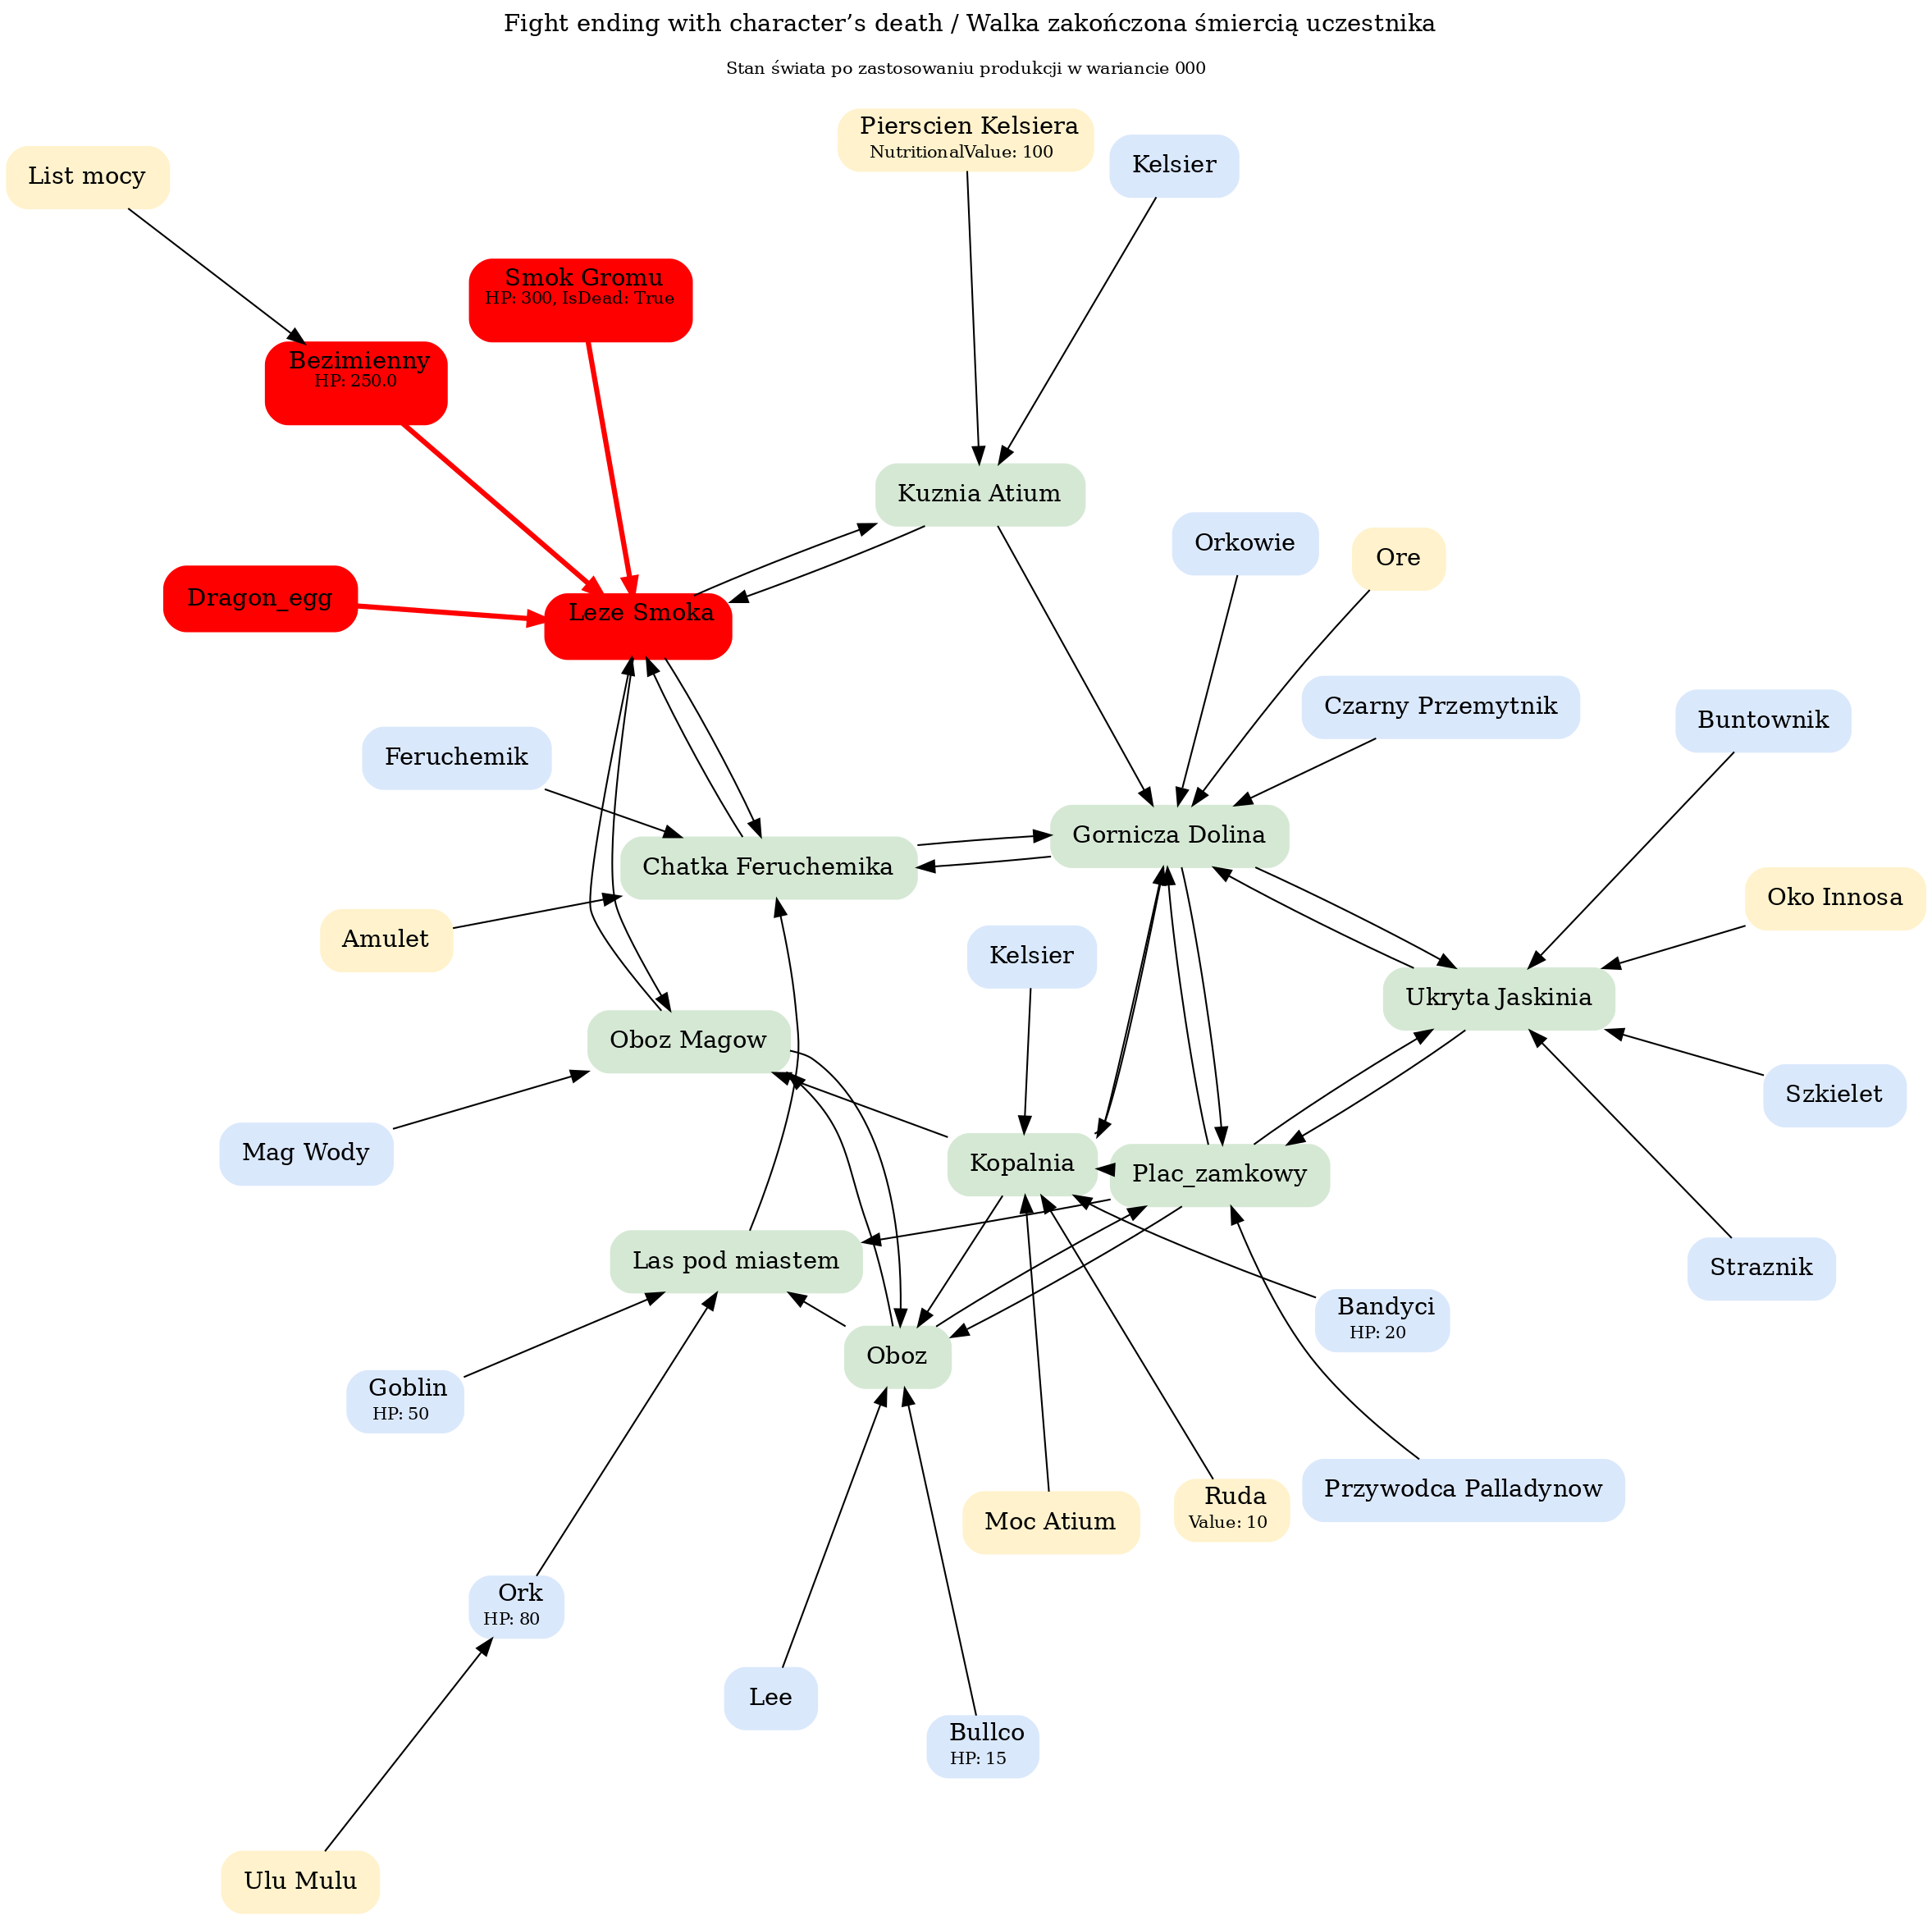 Fight ending with character’s death / Walka zakończona śmiercią uczestnika
Stan świata po zastosowaniu produkcji w wariancie 000
Pierscien Kelsiera
NutritionalValue: 100
Kelsier
List mocy
Smok Gromu
HP: 300, IsDead: True
Bezimienny
HP: 250.0
Kuznia Atium
Orkowie
Ore
Dragon_egg
Leze Smoka
Czarny Przemytnik
Buntownik
Feruchemik
Gornicza Dolina
Chatka Feruchemika
Oko Innosa
Amulet
Kelsier
Ukryta Jaskinia
Oboz Magow
Szkielet
Mag Wody
Kopalnia
Plac_zamkowy
Las pod miastem
Straznik
Bandyci
HP: 20
Oboz
Goblin
HP: 50
Przywodca Palladynow
Ruda
Value: 10
Moc Atium
Ork
HP: 80
Lee
Bullco
HP: 15
Ulu Mulu